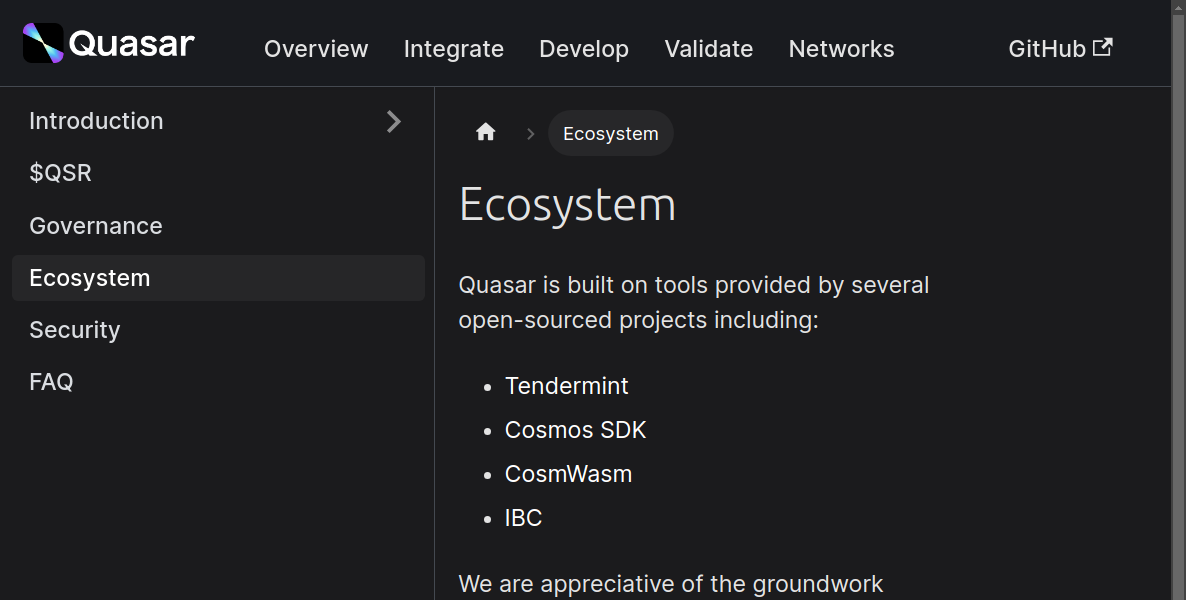 Quasar
Overview Integrate Develop Validate Networks GitHub
Introduction
$QSR
Governance
Ecosystem
Security
FAQ
Ecosystem
Ecosystem
Quasar is built on tools provided by several
open-sourced projects including:
Tendermint
Cosmos SDK
CosmWasm
IBC
We are appreciative of the groundwork